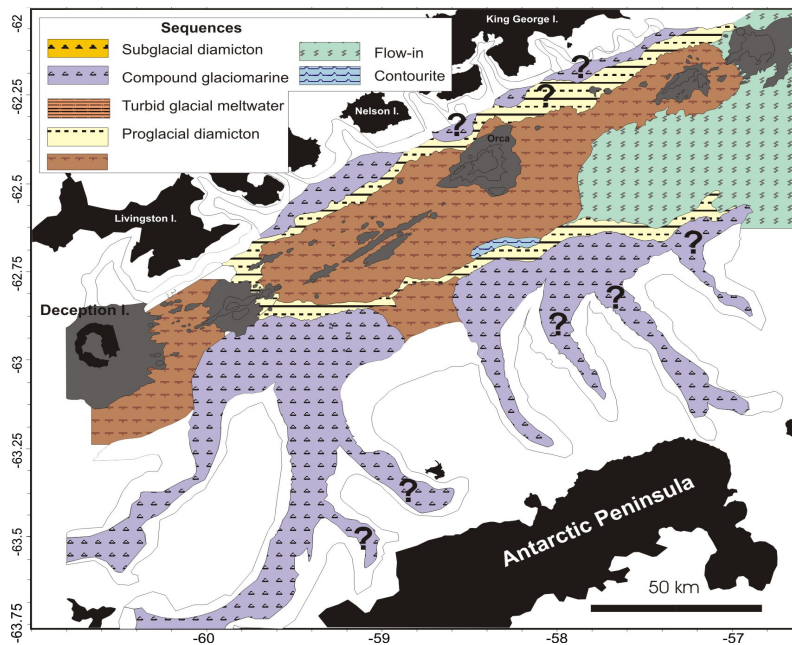 Sequences
Subglacial diamicton
Compound glaciomarine
Turbid glacial meltwater
Proglacial diamicton
Flow-in
Contourite
King George I.
Nelson I.
Livingston I.
Deception I.
Orca
?
?
?
?
?
?
?
?
Antarctic Peninsula
50 km
-62
-62.25
-62.5
-62.75
-63
-63.25
-63.5
-63.75
-60
-59
-58
-57